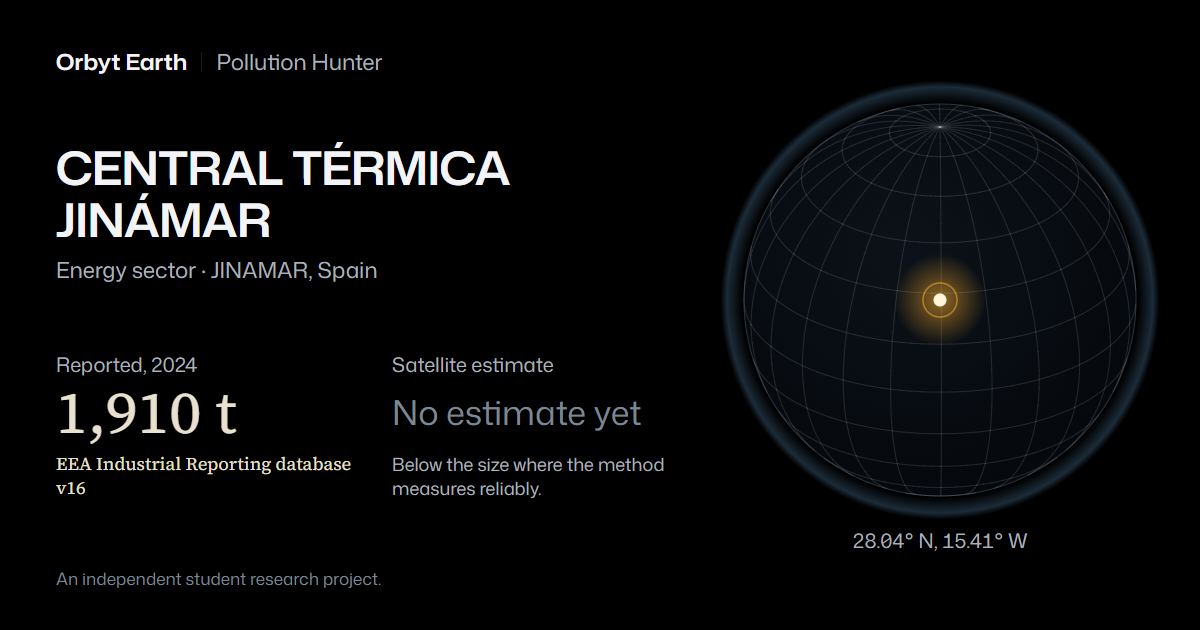 Orbyt Earth | Pollution Hunter
CENTRAL TÉRMICA
JINÁMAR
Energy sector · JINAMAR, Spain
Reported, 2024
1,910 t
EEA Industrial Reporting database
v16
Satellite estimate
No estimate yet
Below the size where the method
measures reliably.
28.04° N, 15.41° W
An independent student research project.